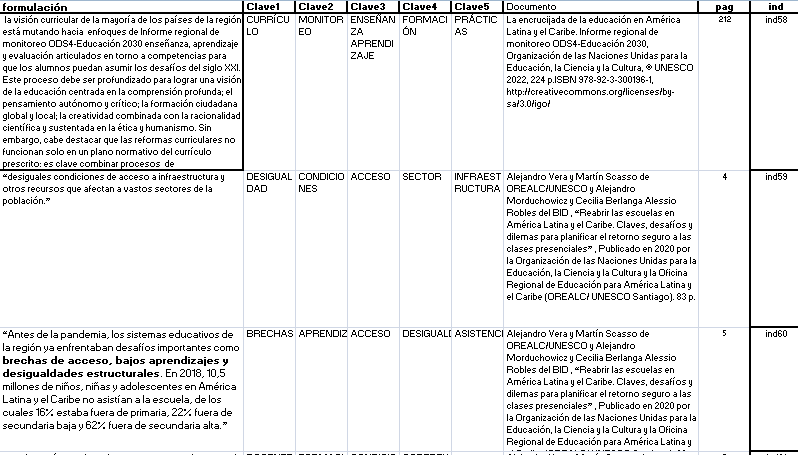 formulación Clave1 Clave2 Clave3 Clave4 Clave5 Documento pag ind
la visión curricular de la mayoría de los países de la región
está mutando hacia enfoques de Informe regional de
monitoreo ODS4-Educación 2030 enseñanza, aprendizaje
y evaluación articulados en torno a competencias para
que los alumnos puedan asumir los desafíos del siglo XXI.
Este proceso debe ser profundizado para lograr una visión
de la educación centrada en la comprensión profunda; el
pensamiento autónomo y crítico; la formación ciudadana
global y local; la creatividad combinada con la racionalidad
científica y sustentada en la ética y humanismo. Sin
embargo, cabe destacar que las reformas curriculares no
funcionan solo en un plano normativo del currículo
prescrito: es clave combinar procesos de
CURRÍCU
LO
MONITOR
EO
ENSEÑAN
ZA
APRENDI
ZAJE
FORMACI
ÓN
PRÁCTIC
AS
La encrucijada de la educación en América
Latina y el Caribe. Informe regional de
monitoreo ODS4-Educación 2030,
Organización de las Naciones Unidas para la
Educación, la Ciencia y la Cultura, © UNESCO
2022, 224 p.ISBN 978-92-3-300196-1,
http://creativecommons.org/licenses/by-
sa/3.0/igo/
212
ind58
“desiguales condiciones de acceso a infraestructura y
otros recursos que afectan a vastos sectores de la
población.”
DESIGUAL
DAD
CONDICIO
NES
ACCESO
SECTOR
INFRAEST
RUCTURA
Alejandro Vera y Martín Scasso de
OREALC/UNESCO y Alejandro
Morduchowicz y Cecilia Berlanga Alessio
Robles del BID , “Reabrir las escuelas en
América Latina y el Caribe. Claves, desafíos y
dilemas para planificar el retorno seguro a las
clases presenciales” , Publicado en 2020 por
la Organización de las Naciones Unidas para la
Educación, la Ciencia y la Cultura y la Oficina
Regional de Educación para América Latina y
el Caribe (OREALC/ UNESCO Santiago). 83 p.
4
ind59
“Antes de la pandemia, los sistemas educativos de
la región ya enfrentaban desafíos importantes como
brechas de acceso, bajos aprendizajes y
desigualdades estructurales. En 2018, 10,5
millones de niños, niñas y adolescentes en América
Latina y el Caribe no asistían a la escuela, de los
cuales 16% estaba fuera de primaria, 22% fuera de
secundaria baja y 62% fuera de secundaria alta.”
BRECHAS
APRENDIZ
ACCESO
DESIGUAL
ASISTENCI
Alejandro Vera y Martín Scasso de
OREALC/UNESCO y Alejandro
Morduchowicz y Cecilia Berlanga Alessio
Robles del BID , “Reabrir las escuelas en
América Latina y el Caribe. Claves, desafíos y
dilemas para planificar el retorno seguro a las
clases presenciales” , Publicado en 2020 por
la Organización de las Naciones Unidas para la
Educación, la Ciencia y la Cultura y la Oficina
Regional de Educación para América Latina y
5
ind60